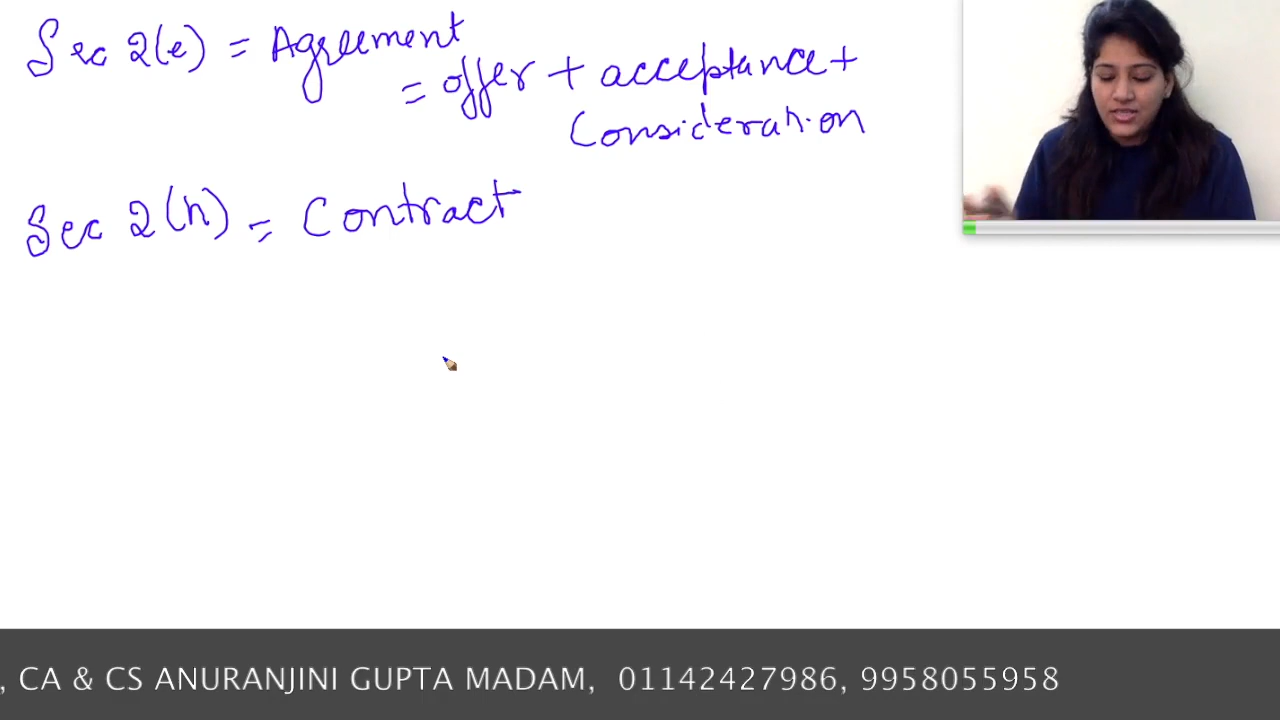 Sec 2(e) = Agreement
= offer + acceptance +
Consideration
Sec 2(h) = Contract
, CA & CS ANURANJINI GUPTA MADAM, 01142427986, 9958055958